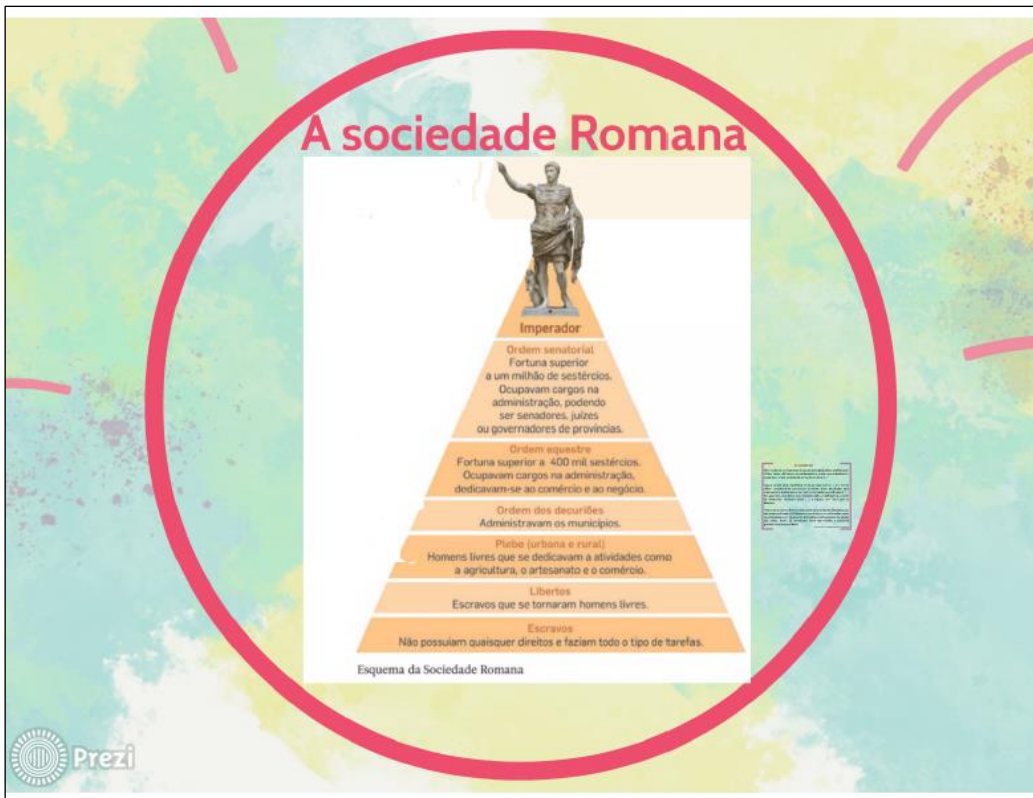 A sociedade Romana
Imperador
Ordem senatorial
Fortuna superior
a um milhão de sestércios.
Ocupavam cargos na
administração, podendo
ser senadores, juízes
ou governadores de províncias.
Ordem equestre
Fortuna superior a 400 mil sestércios.
Ocupavam cargos na administração,
dedicavam-se ao comércio e ao negócio.
Ordem dos decuriões
Administravam os municípios.
Plebe (urbana e rural)
Homens livres que se dedicavam a atividades como
a agricultura, o artesanato e o comércio.
Libertos
Escravos que se tornaram homens livres.
Escravos
Não possuíam quaisquer direitos e faziam todo o tipo de tarefas.
Esquema da Sociedade Romana
Prezi